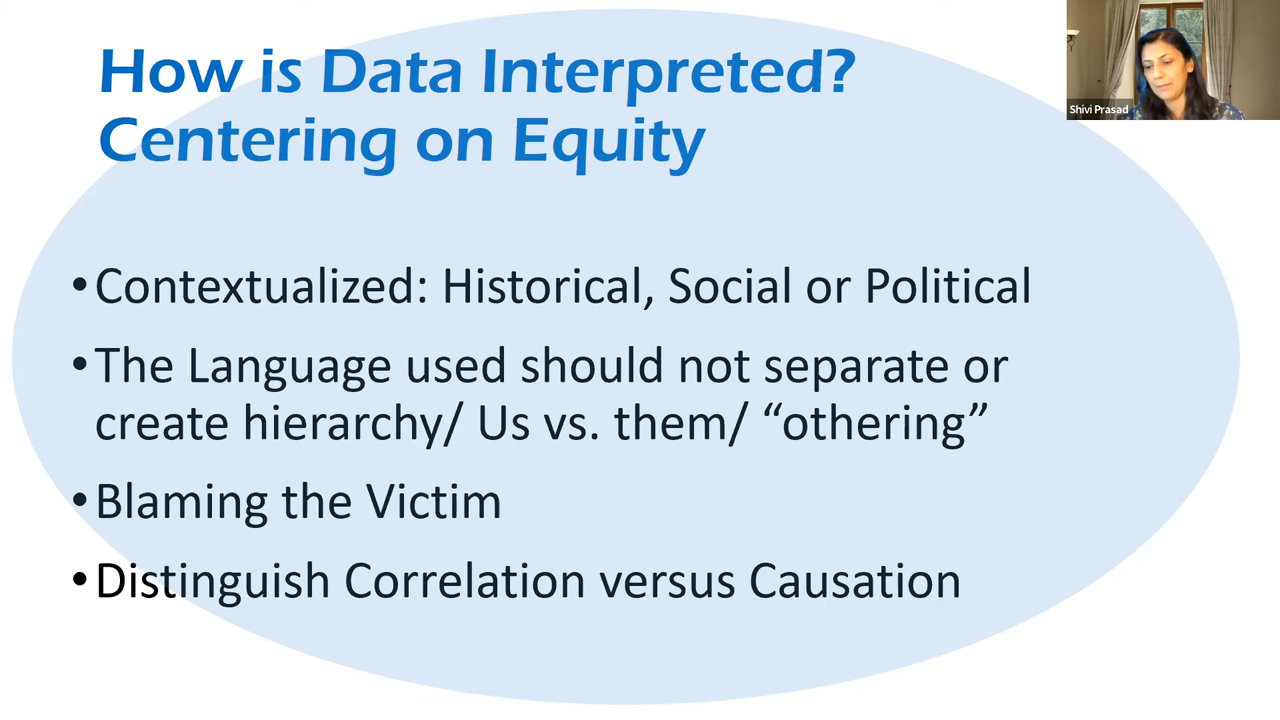 How is Data Interpreted?
Centering on Equity
Shivi Prasad
•Contextualized: Historical, Social or Political
•The Language used should not separate or
create hierarchy/ Us vs. them/ “othering”
•Blaming the Victim
•Distinguish Correlation versus Causation